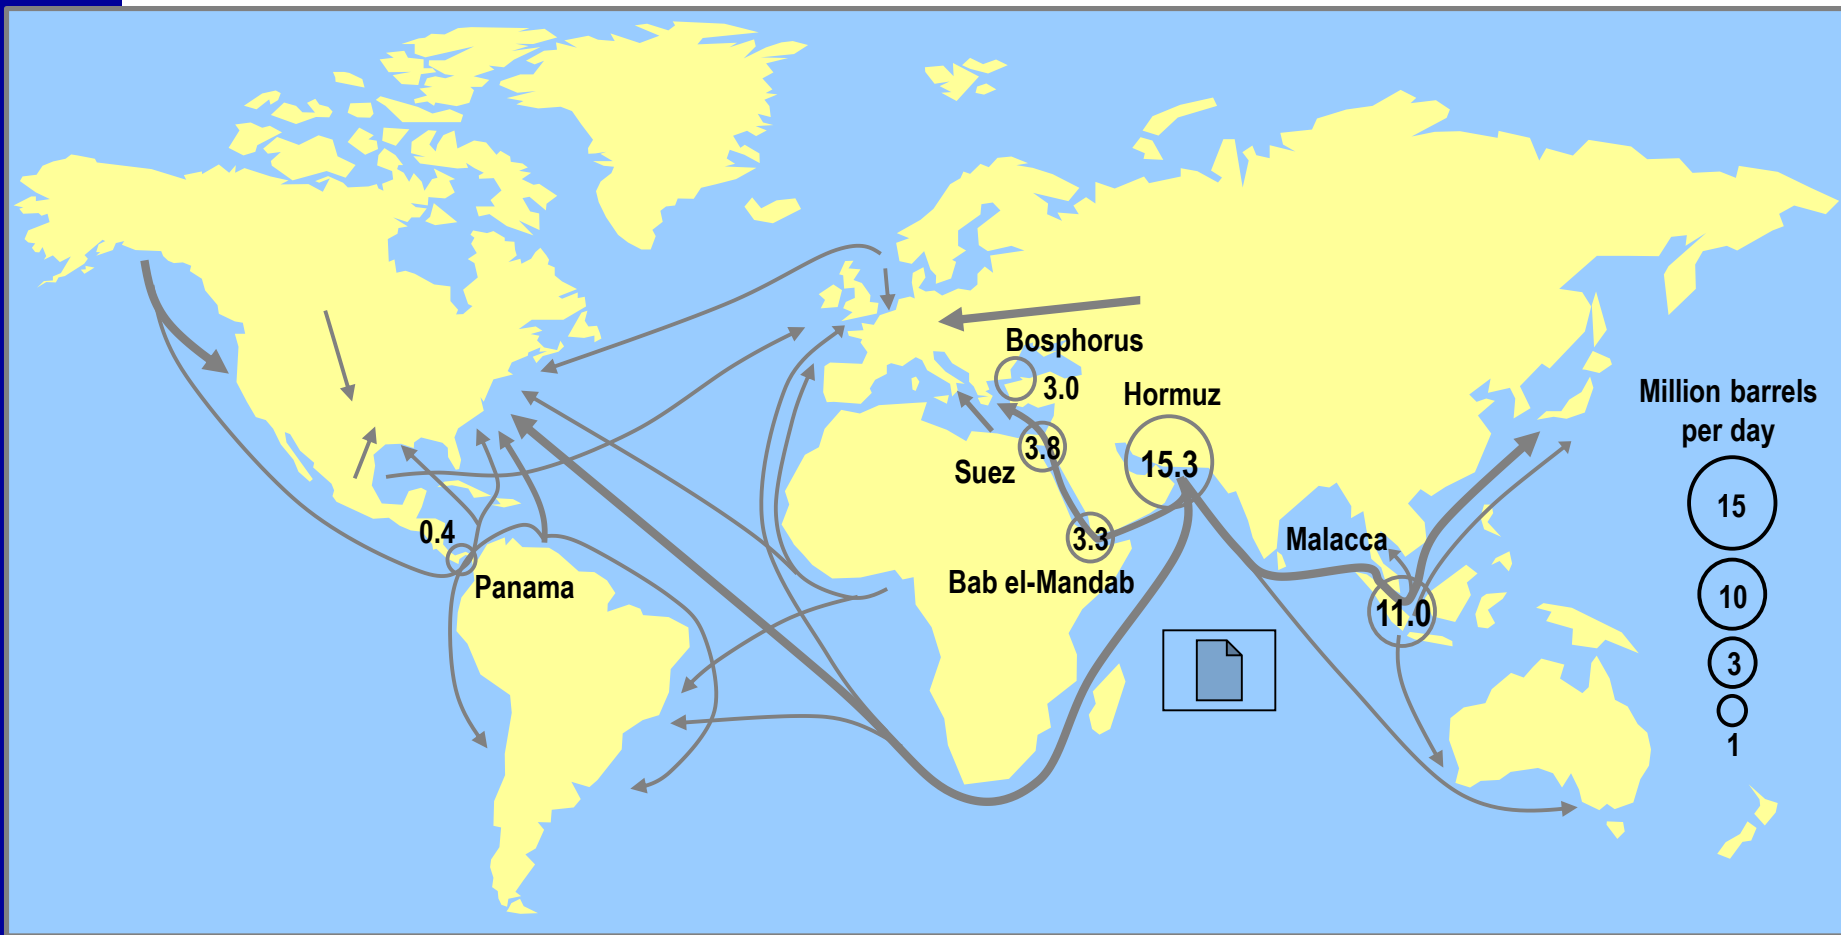 Bosphorus
3.0
Hormuz
15.3
3.8
Suez
3.3
Bab el-Mandab
Malacca
11.0
0.4
Panama
Million barrels
per day
15
10
3
1